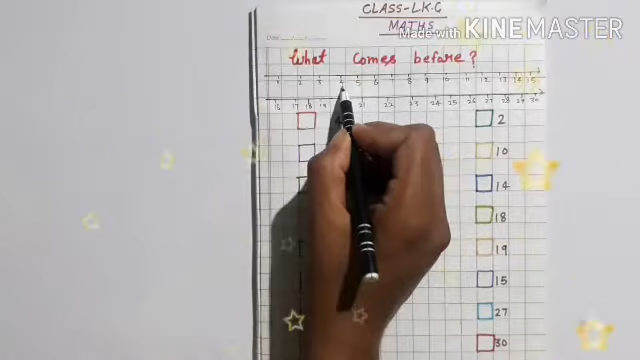 CLASS-L.K.G
MATHS
Made with KINEMASTER
What comes before?
1 2 3 4 5 6 7 8 9 10 11 12 13 14 15
16 17 18 19 21 22 23 24 25 26 27 28 29 30
2
10
14
18
19
15
27
30